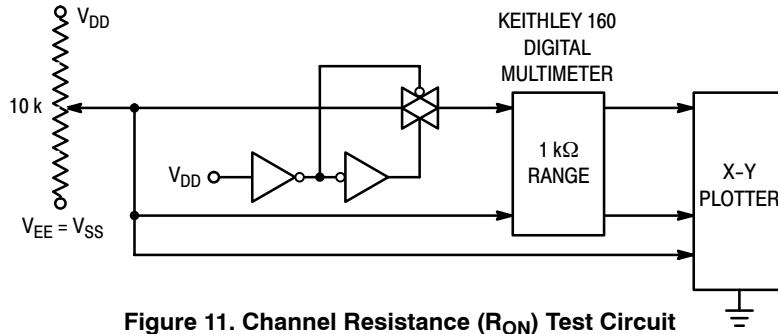 V_DD
10 k
V_EE = V_SS
V_DD
KEITHLEY 160
DIGITAL
MULTIMETER
1 kΩ
RANGE
X–Y
PLOTTER
Figure 11. Channel Resistance (R_ON) Test Circuit